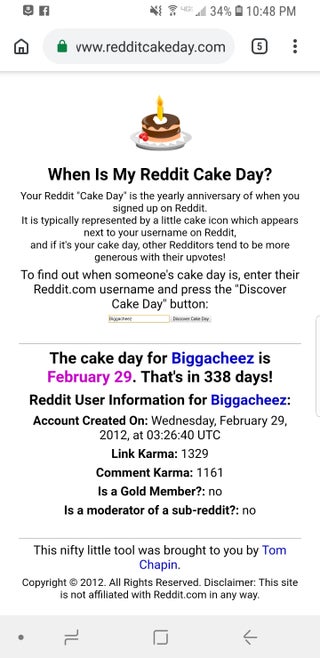 34% 10:48 PM
www.redditcakeday.com
5
When Is My Reddit Cake Day?
Your Reddit "Cake Day" is the yearly anniversary of when you
signed up on Reddit.
It is typically represented by a little cake icon which appears
next to your username on Reddit,
and if it's your cake day, other Redditors tend to be more
generous with their upvotes!
To find out when someone's cake day is, enter their
Reddit.com username and press the "Discover
Cake Day" button:
Biggacheez Discover Cake Day
The cake day for Biggacheez is
February 29. That's in 338 days!
Reddit User Information for Biggacheez:
Account Created On: Wednesday, February 29,
2012, at 03:26:40 UTC
Link Karma: 1329
Comment Karma: 1161
Is a Gold Member?: no
Is a moderator of a sub-reddit?: no
This nifty little tool was brought to you by Tom
Chapin.
Copyright © 2012. All Rights Reserved. Disclaimer: This site
is not affiliated with Reddit.com in any way.